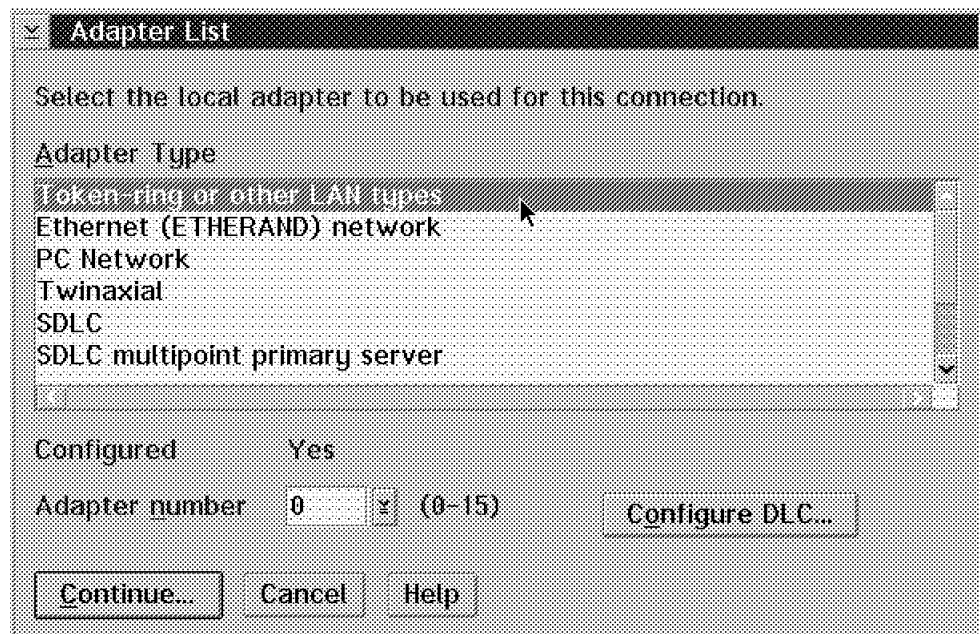 Adapter List
Select the local adapter to be used for this connection.
Adapter Type
Token-ring or other LAN types
Ethernet (ETHERAND) network
PC Network
Twinaxial
SDLC
SDLC multipoint primary server
Configured Yes
Adapter number 0 (0-15) Configure DLC...
Continue... Cancel Help